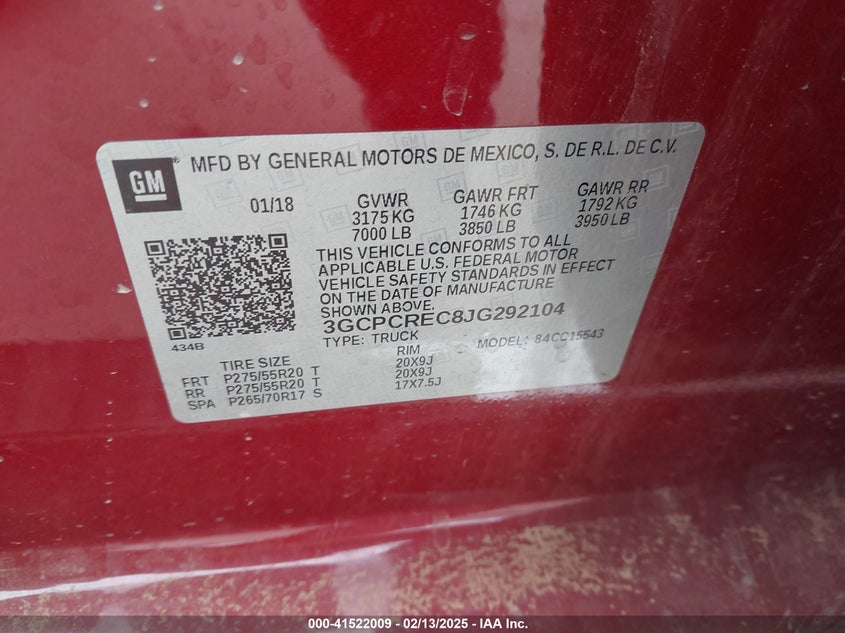 GM ® MFD BY GENERAL MOTORS DE MEXICO, S. DE R.L. DE C.V.
01/18 GVWR GAWR FRT GAWR RR
3175 KG 1746 KG 1792 KG
7000 LB 3850 LB 3950 LB
THIS VEHICLE CONFORMS TO ALL
APPLICABLE U.S. FEDERAL MOTOR
VEHICLE SAFETY STANDARDS IN EFFECT
ON THE DATE OF MANUFACTURE
SHOWN ABOVE.
3GCPCREC8JG292104
434B TYPE: TRUCK MODEL: 84CC15543
TIRE SIZE RIM
FRT P275/55R20 T 20X9J
RR P275/55R20 T 20X9J
SPA P265/70R17 S 17X7.5J
000-41522009 - 02/13/2025 - IAA Inc.